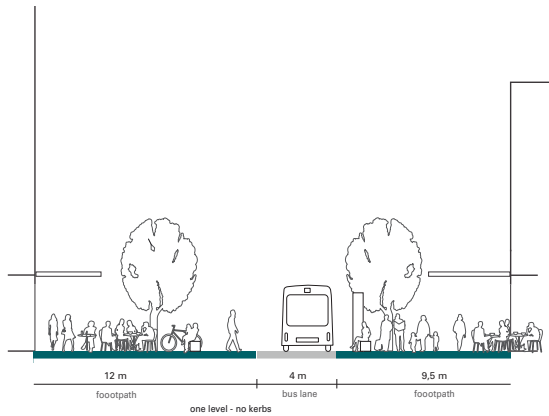 12 m
4 m
9,5 m
foootpath
bus lane
foootpath
one level - no kerbs